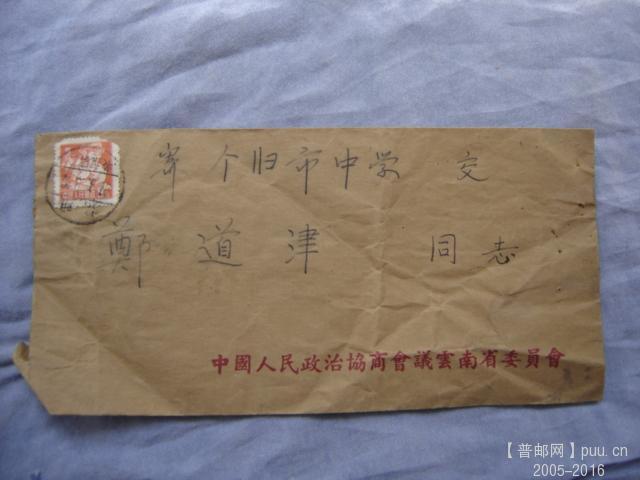 寄 个旧市中学 交
鄭道津 同志
中國人民政治協商會議雲南省委員會
【普邮网】puu.cn
2005-2016